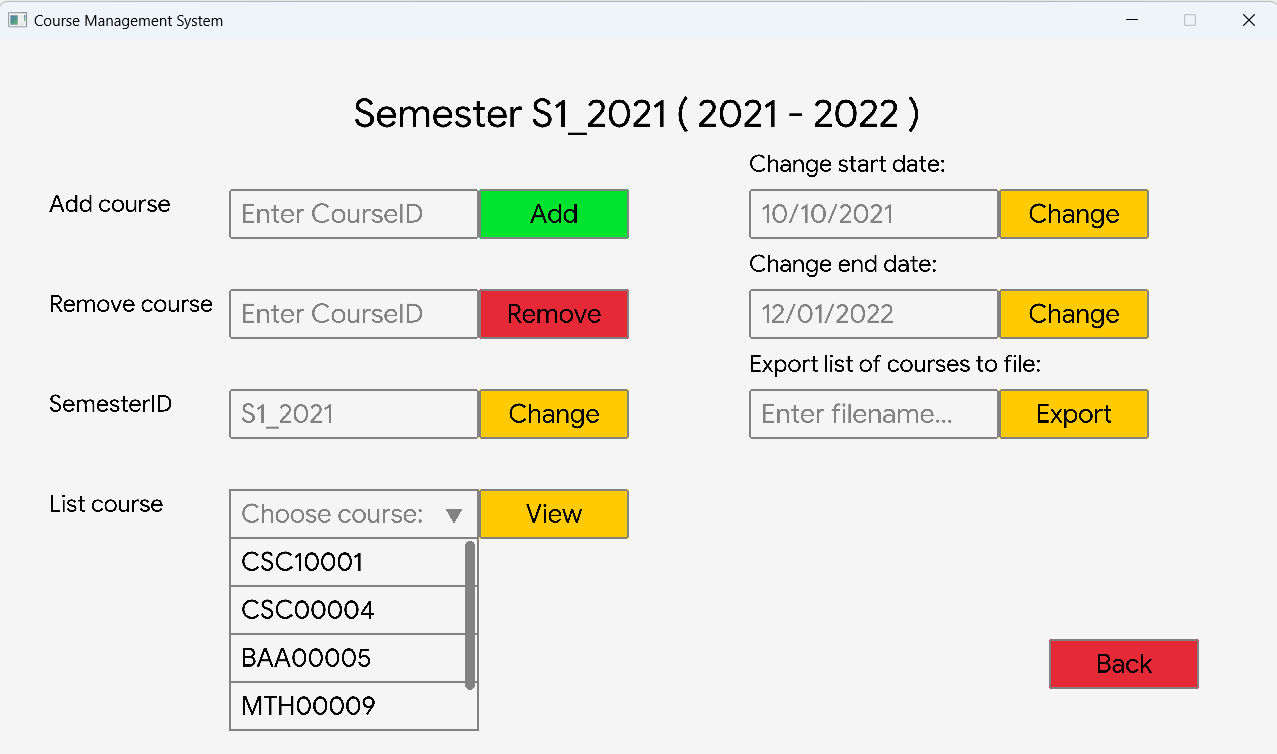 Course Management System
Semester S1_2021 ( 2021 - 2022 )
Add course
Enter CourseID
Add
Remove course
Enter CourseID
Remove
SemesterID
S1_2021
Change
List course
Choose course:
View
CSC10001
CSC00004
BAA00005
MTH00009
Change start date:
10/10/2021
Change
Change end date:
12/01/2022
Change
Export list of courses to file:
Enter filename...
Export
Back